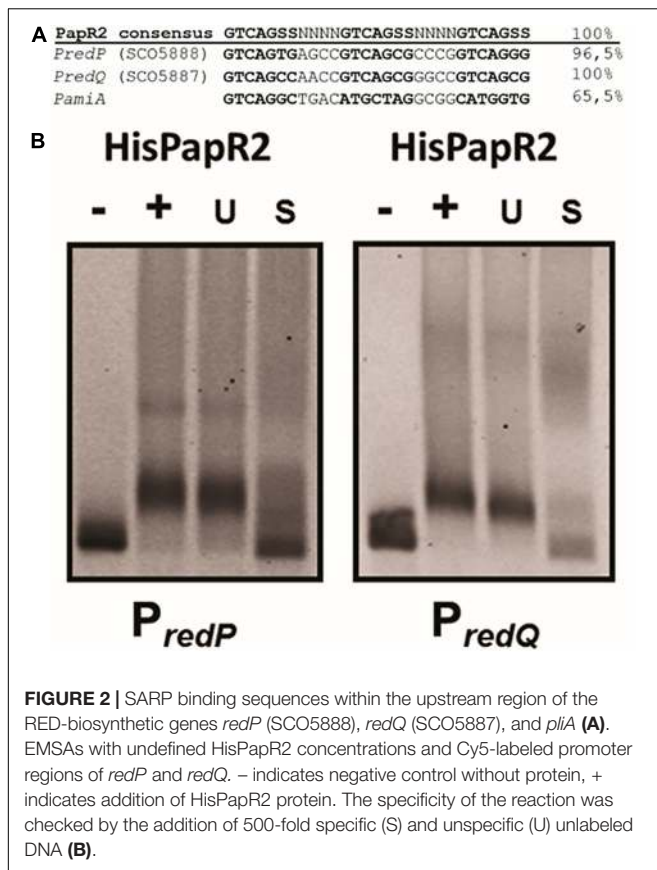 A PapR2 consensus GTCAGSSNNNNGTCAGSSNNNNGTCAGSS 100%
PredP (SCO5888) GTCAGTGAGCCGTCAGCGCCCGGTCAGGG 96,5%
PredQ (SCO5887) GTCAGCCAACCGTCAGCGGGCCGTCAGCG 100%
PamiA GTCAGGCTGACATGCTAGGCGGCATGGTG 65,5%
B HisPapR2 HisPapR2
- + U S - + U S
PredP PredQ
FIGURE 2 | SARP binding sequences within the upstream region of the
RED-biosynthetic genes redP (SCO5888), redQ (SCO5887), and pliA (A).
EMSAs with undefined HisPapR2 concentrations and Cy5-labeled promoter
regions of redP and redQ. – indicates negative control without protein, +
indicates addition of HisPapR2 protein. The specificity of the reaction was
checked by the addition of 500-fold specific (S) and unspecific (U) unlabeled
DNA (B).